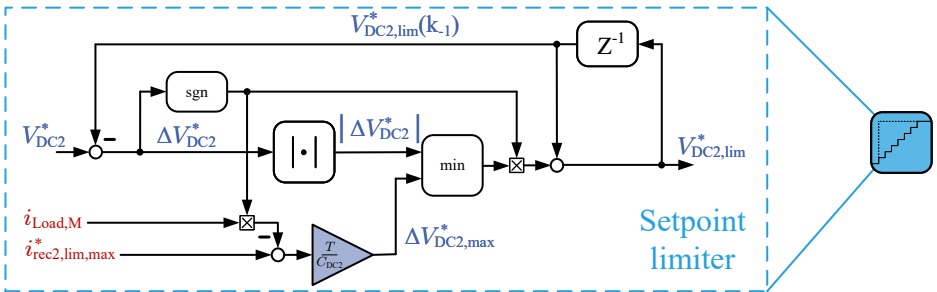 V*DC2,lim(k-1)
Z⁻¹
sgn
V*DC2
ΔV*DC2
|•|
|ΔV*DC2|
min
V*DC2,lim
iLoad,M
i*rec2,lim,max
T
CDC2
ΔV*DC2,max
Setpoint
limiter